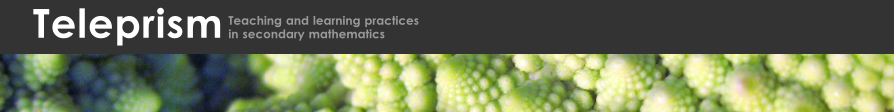 Teleprism
Teaching and learning practices
in secondary mathematics